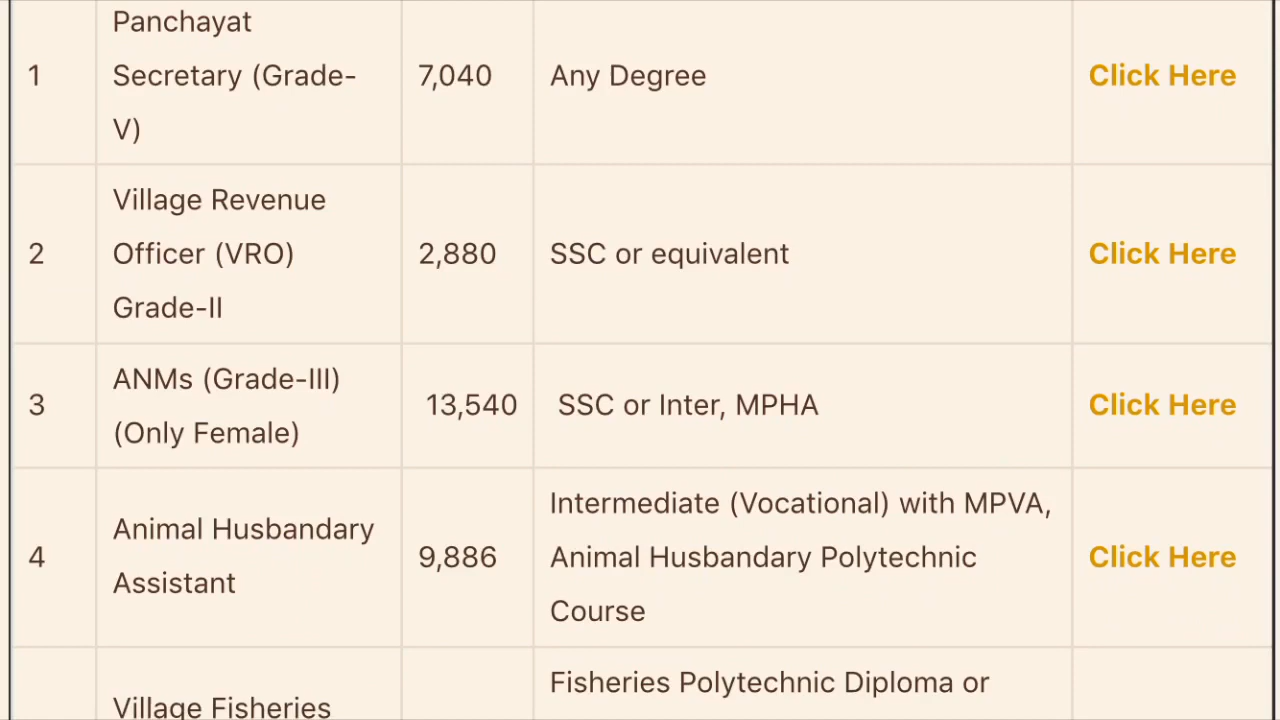 Panchayat
Secretary (Grade-
V)
1
7,040
Any Degree
Click Here
Village Revenue
Officer (VRO)
Grade-II
2
2,880
SSC or equivalent
Click Here
ANMs (Grade-III)
(Only Female)
3
13,540
SSC or Inter, MPHA
Click Here
Animal Husbandary
Assistant
4
9,886
Intermediate (Vocational) with MPVA,
Animal Husbandary Polytechnic
Course
Click Here
Village Fisheries
Fisheries Polytechnic Diploma or